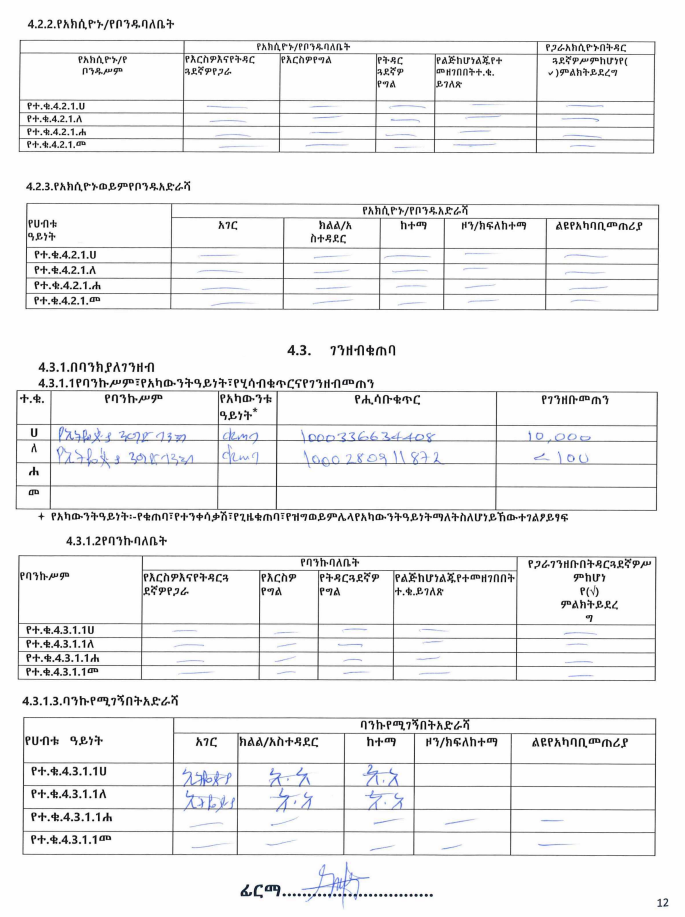 4.2.2.የአክሲዮኑ/የቦንዱባለቤት
የአክሲዮኑ/የቦንዱባለቤት የጋራአክሲዮኑበትዳር
የአክሲዮኑ/የ የእርስዎእናየትዳር የእርስዎየግል የትዳር የልጅከሆነልጁየተ ጓደኛዎሥምከሆነየ(
ቦንዱሥም ጓደኛዎየጋራ ጓደኛዎ መዘገበበትተ.ቁ. ✓)ምልክትይደረግ
የግል ይገለጽ
የተ.ቁ.4.2.1.ሀ
የተ.ቁ.4.2.1.ለ
የተ.ቁ.4.2.1.ሐ
የተ.ቁ.4.2.1.መ
4.2.3.የአክሲዮኑወይምየቦንዱአድራሻ
የአክሲዮኑ/የቦንዱአድራሻ
የሀብቱ አገር ክልል/አ ከተማ ዞን/ክፍለከተማ ልዩየአካባቢመጠሪያ
ዓይነት ስተዳደር
የተ.ቁ.4.2.1.ሀ
የተ.ቁ.4.2.1.ለ
የተ.ቁ.4.2.1.ሐ
የተ.ቁ.4.2.1.መ
4.3. ገንዘብቁጠባ
4.3.1.በባንክያለገንዘብ
4.3.1.1የባንኩሥም፣የአካውንትዓይነት፣የሂሳብቁጥርናየገንዘብመጠን
ተ.ቁ. የባንኩሥም የአካውንቱ የሒሳቡቁጥር የገንዘቡመጠን
ዓይነት*
ሀ የኢትዮጵያ ንግድ ባንክ ቁጠባ 1000336634408 10,000
ለ የኢትዮጵያ ንግድ ባንክ ቁጠባ 1000280911872 <100
ሐ
መ
+ የአካውንትዓይነት፡-የቁጠባ፣የተንቀሳቃሽ፣የጊዜቁጠባ፣የዝግወይምሌላየአካውንትዓይነትማለትስለሆነይኸውተገልፆይፃፍ
4.3.1.2የባንኩባለቤት
የባንኩባለቤት የጋራገንዘቡበትዳርጓደኛዎሥ
የባንኩሥም የእርስዎእናየትዳርጓ የእርስዎ የትዳርጓደኛዎ የልጅከሆነልጁየተመዘገበበት ምከሆነ
ደኛዎየጋራ የግል የግል ተ.ቁ.ይገለጽ የ(√)
ምልክትይደረ
ግ
የተ.ቁ.4.3.1.1ሀ
የተ.ቁ.4.3.1.1ለ
የተ.ቁ.4.3.1.1ሐ
የተ.ቁ.4.3.1.1መ
4.3.1.3.ባንኩየሚገኝበትአድራሻ
ባንኩየሚገኝበትአድራሻ
የሀብቱ ዓይነት አገር ክልል/አስተዳደር ከተማ ዞን/ክፍለከተማ ልዩየአካባቢመጠሪያ
የተ.ቁ.4.3.1.1ሀ ኢትዮጵያ አ.አ አ.አ
የተ.ቁ.4.3.1.1ለ ኢትዮጵያ አ.አ አ.አ
የተ.ቁ.4.3.1.1ሐ
የተ.ቁ.4.3.1.1መ
ፊርማ................................
12